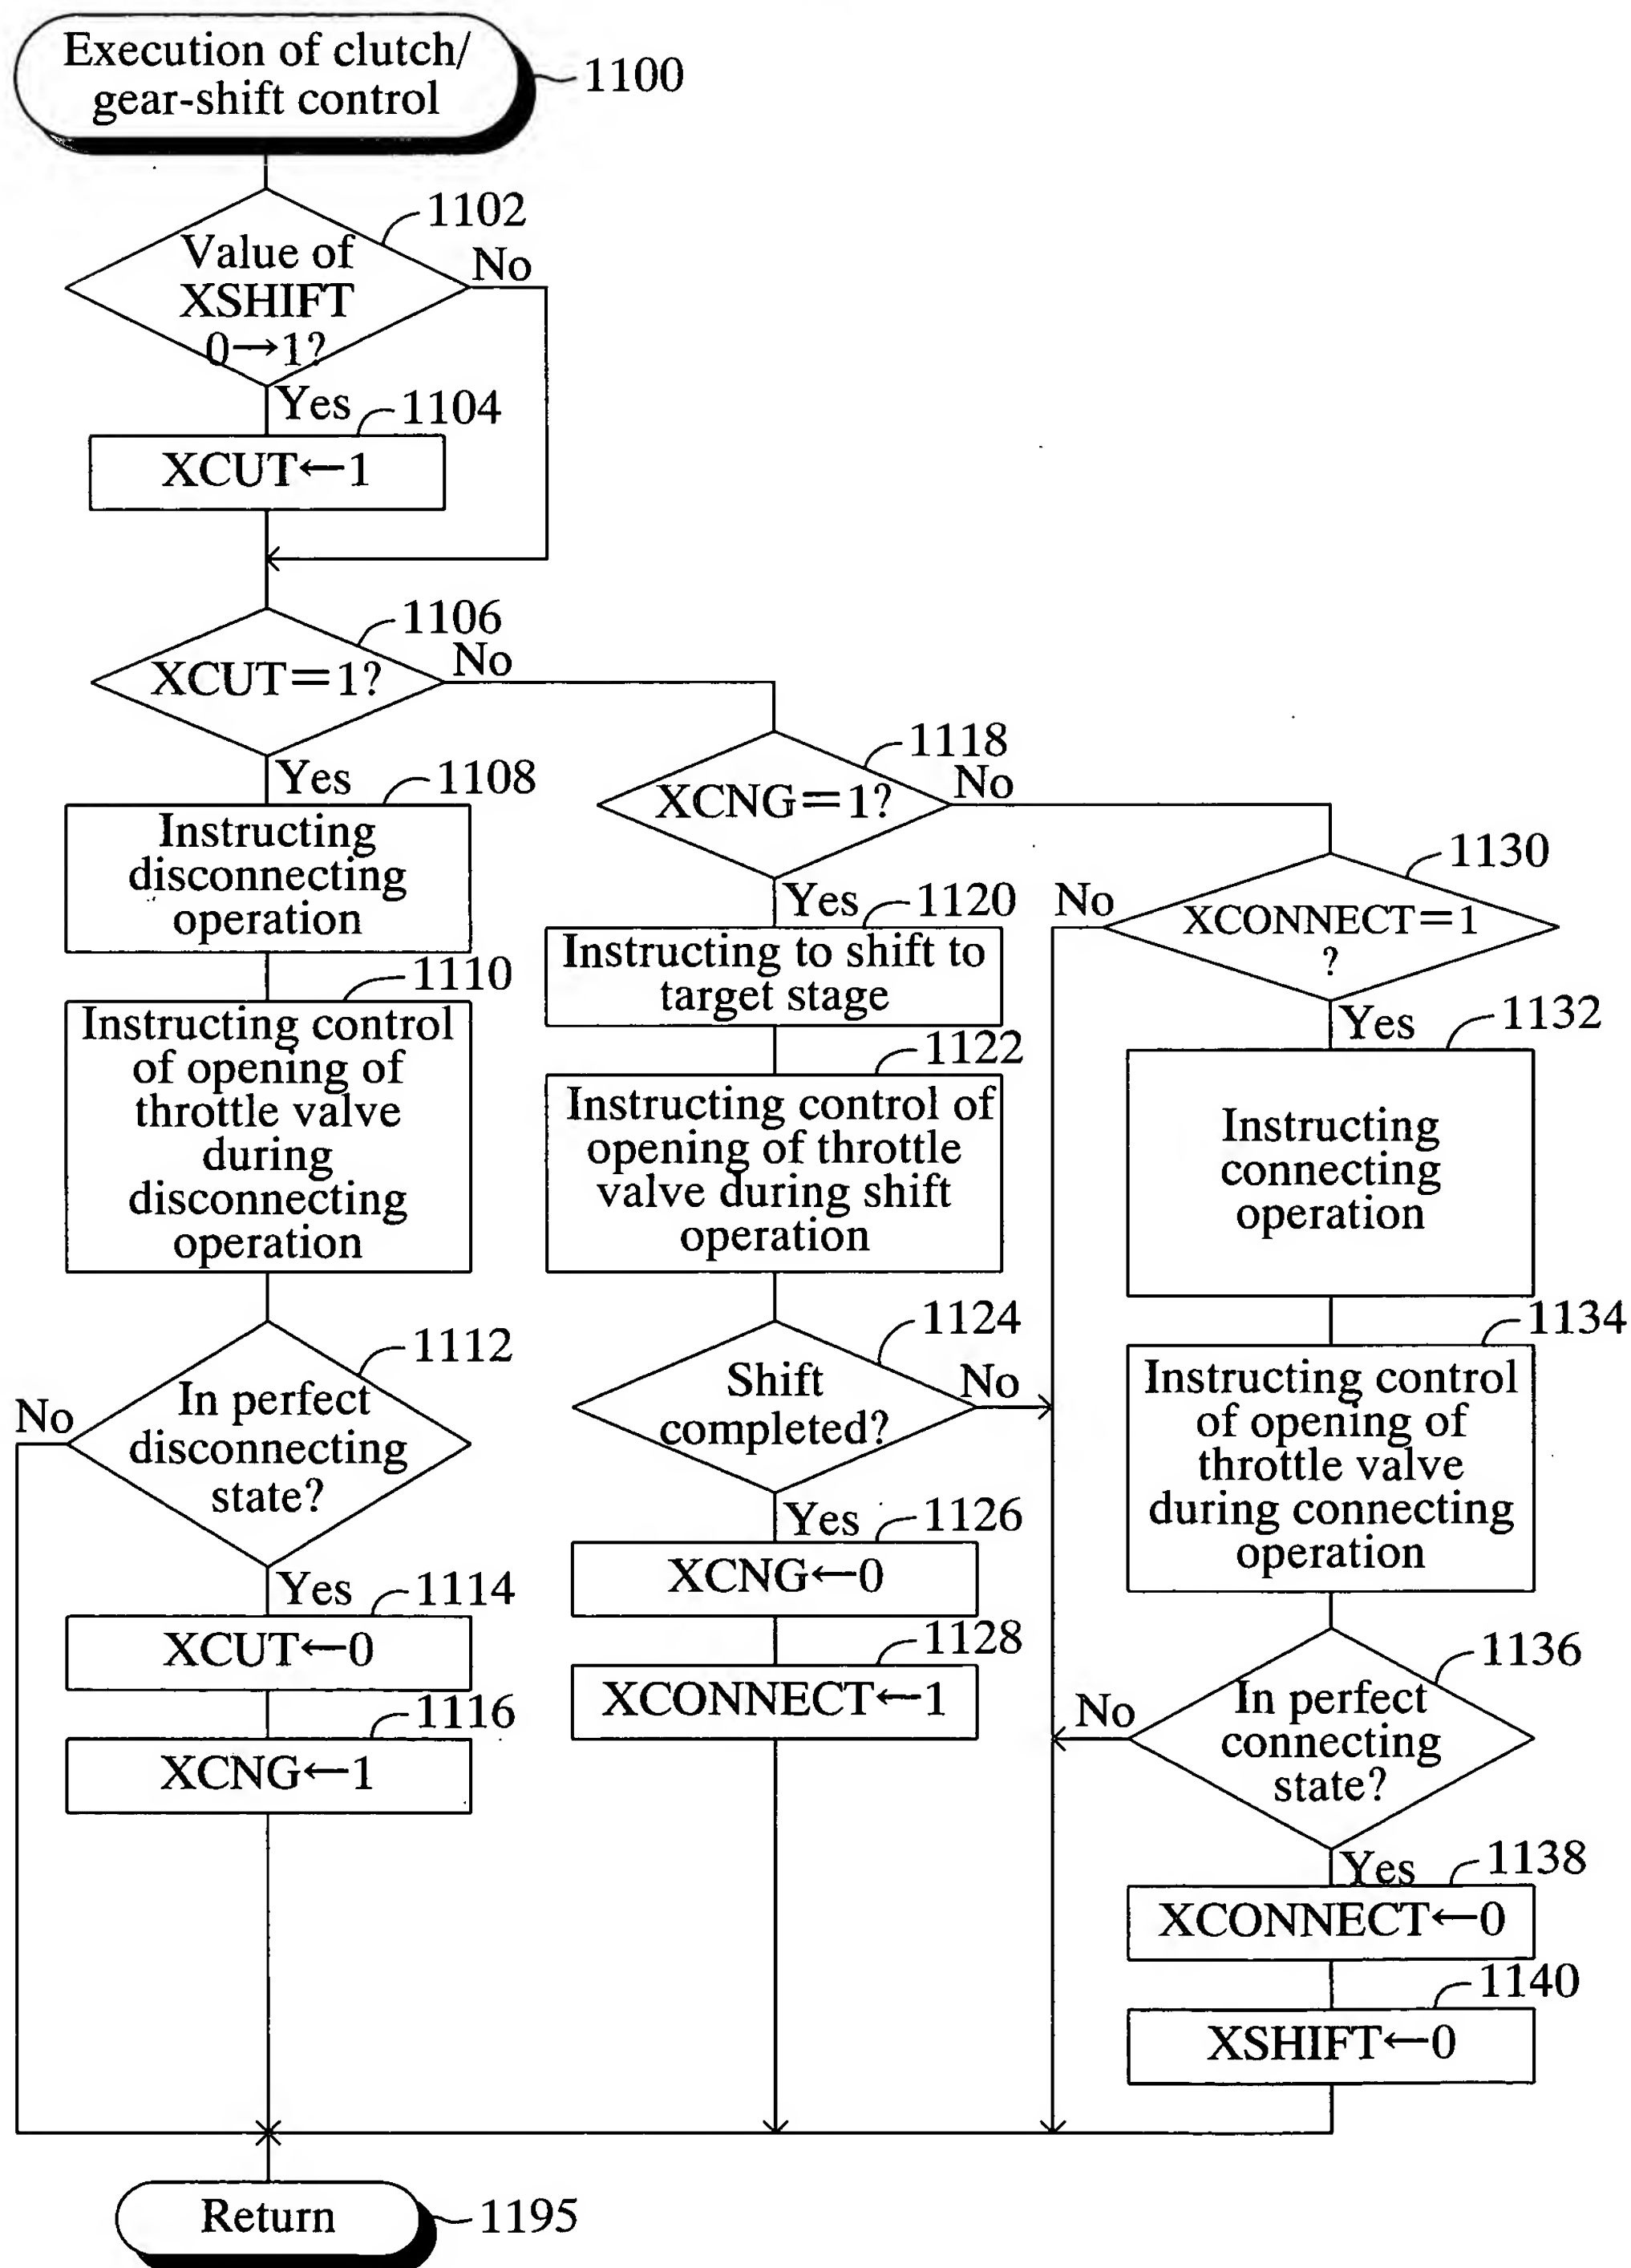 Execution of clutch/
gear-shift control
1100
1102
Value of
XSHIFT
0→1?
No
Yes
1104
XCUT←1
1106
XCUT=1?
No
Yes
1108
Instructing
disconnecting
operation
1110
Instructing control
of opening of
throttle valve
during
disconnecting
operation
1112
In perfect
disconnecting
state?
No
Yes
1114
XCUT←0
1116
XCNG←1
1118
XCNG=1?
No
Yes
1120
Instructing to shift to
target stage
1122
Instructing control of
opening of throttle
valve during shift
operation
1124
Shift
completed?
No
Yes
1126
XCNG←0
1128
XCONNECT←1
1130
XCONNECT=1
?
No
Yes
1132
Instructing
connecting
operation
1134
Instructing control
of opening of
throttle valve
during connecting
operation
1136
In perfect
connecting
state?
No
Yes
1138
XCONNECT←0
1140
XSHIFT←0
Return
1195